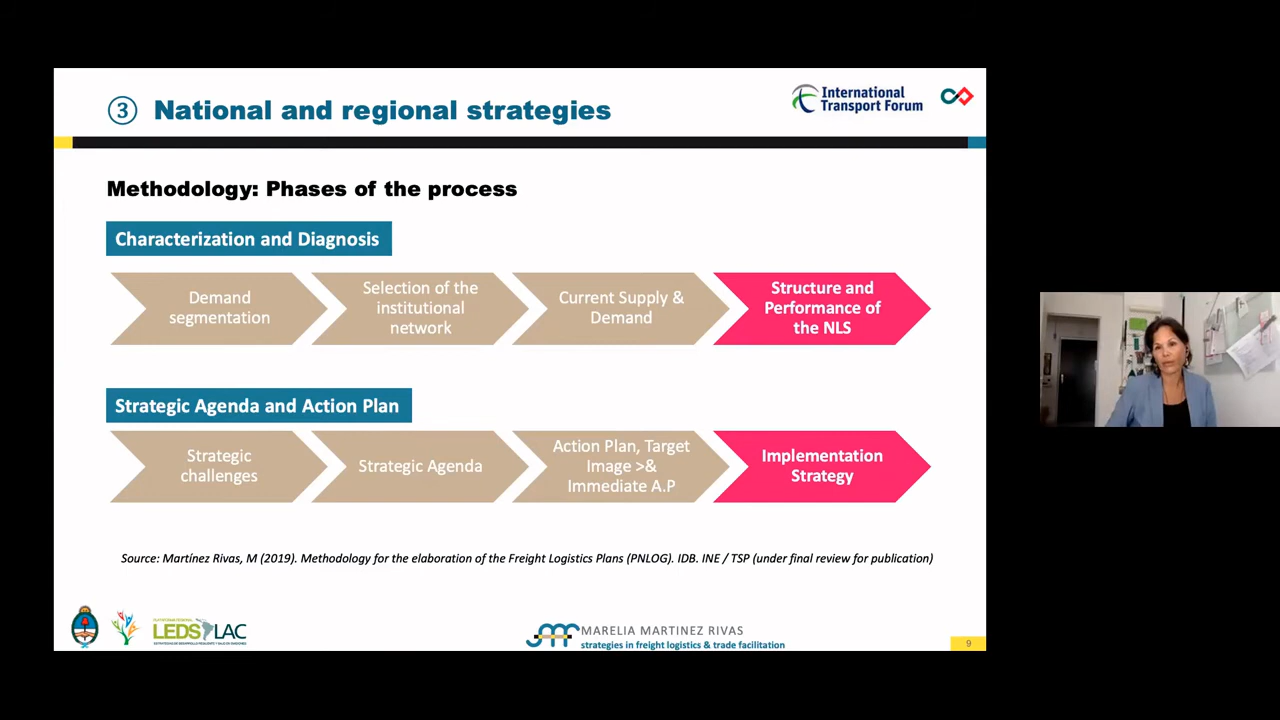 3 National and regional strategies
International
Transport Forum
Methodology: Phases of the process
Characterization and Diagnosis
Demand
segmentation
Selection of the
institutional
network
Current Supply &
Demand
Structure and
Performance of
the NLS
Strategic Agenda and Action Plan
Strategic
challenges
Strategic Agenda
Action Plan, Target
Image >&
Immediate A.P
Implementation
Strategy
Source: Martínez Rivas, M (2019). Methodology for the elaboration of the Freight Logistics Plans (PNLOG). IDB. INE / TSP (under final review for publication)
LEDS LAC
MARELIA MARTINEZ RIVAS
strategies in freight logistics & trade facilitation
9